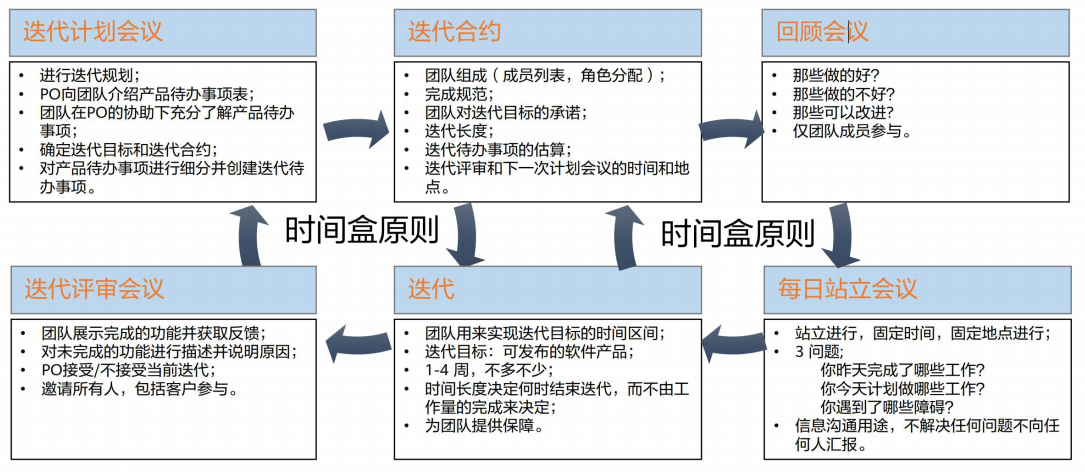 迭代计划会议
• 进行迭代规划；
• PO向团队介绍产品待办事项表；
• 团队在PO的协助下充分了解产品待办
事项；
• 确定迭代目标和迭代合约；
• 对产品待办事项进行细分并创建迭代待
办事项。
迭代合约
• 团队组成（成员列表，角色分配）；
• 完成规范；
• 团队对迭代目标的承诺；
• 迭代长度；
• 迭代待办事项的估算；
• 迭代评审和下一次计划会议的时间和地
点。
回顾会议
• 那些做的好?
• 那些做的不好?
• 那些可以改进?
• 仅团队成员参与。
时间盒原则
时间盒原则
迭代评审会议
• 团队展示完成的功能并获取反馈；
• 对未完成的功能进行描述并说明原因；
• PO接受/不接受当前迭代；
• 邀请所有人，包括客户参与。
迭代
• 团队用来实现迭代目标的时间区间；
• 迭代目标：可发布的软件产品；
• 1-4 周，不多不少；
• 时间长度决定何时结束迭代，而不由工
作量的完成来决定；
• 为团队提供保障。
每日站立会议
• 站立进行，固定时间，固定地点进行；
• 3 问题;
你昨天完成了哪些工作?
你今天计划做哪些工作?
你遇到了哪些障碍?
• 信息沟通用途，不解决任何问题不向任
何人汇报。